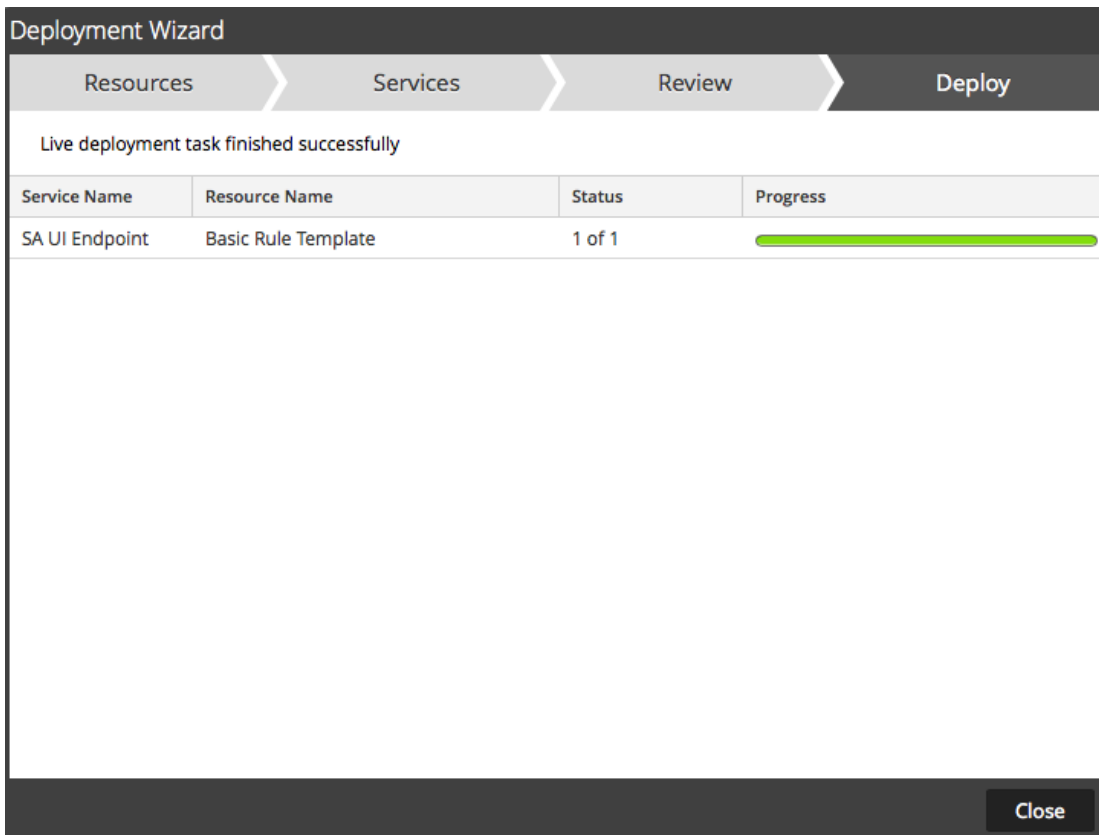 Deployment Wizard
Resources Services Review Deploy
Live deployment task finished successfully
Service Name Resource Name Status Progress
SA UI Endpoint Basic Rule Template 1 of 1
Close